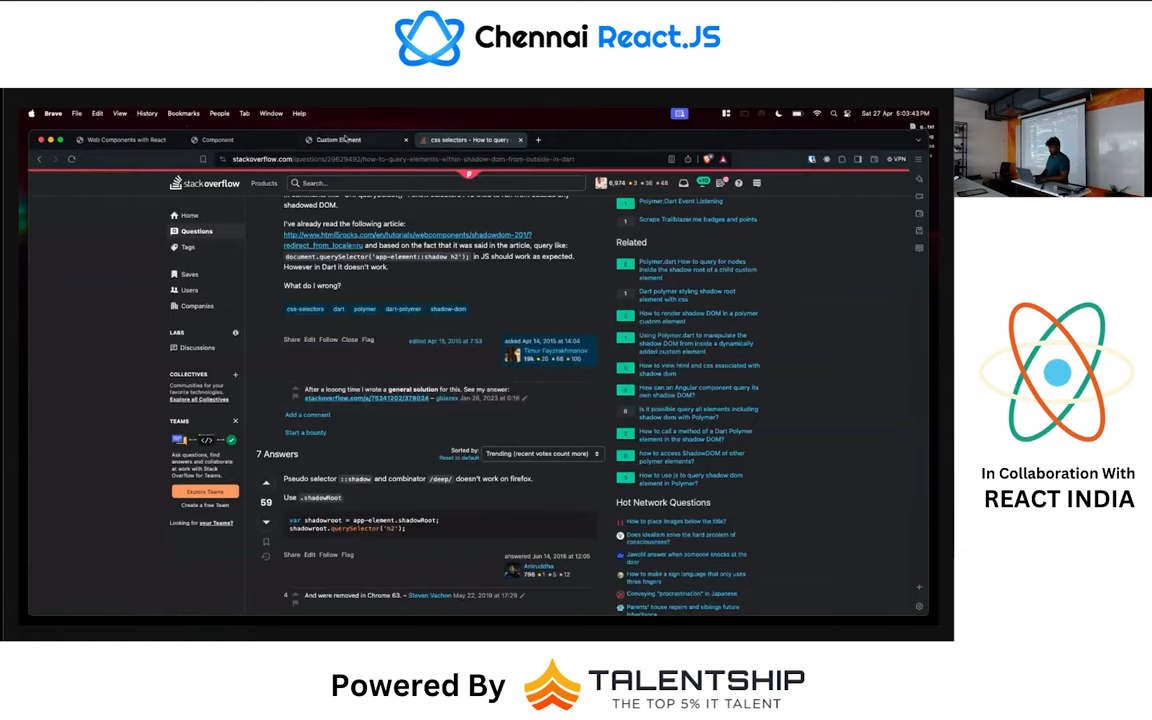 Chennai React.JS
Brave File Edit View History Bookmarks People Tab Window Help
Sat 27 Apr 5:03:43 PM
Web Components with React
Component
Custom Element
css selectors - How to query
stackoverflow.com/questions/29629492/how-to-query-elements-within-shadow-dom-from-outside-in-dart
VPN
stackoverflow
Products
Search...
6,974
shadowed DOM.
I've already read the following article:
http://www.html5rocks.com/en/tutorials/webcomponents/shadowdom-201/?
redirect_from_locale=ru and based on the fact that it was said in the article, query like:
document.querySelector('app-element::shadow h2'); in JS should work as expected.
However in Dart it doesn't work.
What do I wrong?
css-selectors dart polymer dart-polymer shadow-dom
Share Edit Follow Close Flag
edited Apr 15, 2015 at 7:53
asked Apr 14, 2015 at 14:04
Timur Fayzrakhmanov
After a looong time I wrote a general solution for this. See my answer:
stackoverflow.com/a/75341202/378024 – gblazex Jan 28, 2023 at 0:16
Add a comment
Start a bounty
7 Answers
Sorted by:
Reset to default
Trending (recent votes count more)
59
Pseudo selector ::shadow and combinator /deep/ doesn't work on firefox.
Use .shadowRoot
var shadowroot = app-element.shadowRoot;
shadowroot.querySelector('h2');
Share Edit Follow Flag
answered Jun 14, 2016 at 12:05
Aniruddha
4 And were removed in Chrome 63. – Steven Vachon May 22, 2019 at 17:29
Home
Questions
Tags
Saves
Users
Companies
LABS
Discussions
COLLECTIVES
Communities for your
favorite technologies.
Explore all Collectives
TEAMS
Ask questions, find
answers and collaborate
at work with Stack
Overflow for Teams.
Explore Teams
Create a free Team
Looking for your Teams?
Polymer.Dart Event Listening
Scrape Trailblazer.me badges and points
Related
Polymer.dart How to query for nodes
inside the shadow root of a child custom
element
Dart polymer styling shadow root
element with css
How to render shadow DOM in a polymer
custom element
Using Polymer.dart to manipulate the
shadow DOM from inside a dynamically
added custom element
How to view html and css associated with
shadow dom
How can an Angular component query its
own shadow DOM?
Is it possible query all elements including
shadow dom with Polymer?
How to call a method of a Dart Polymer
element in the shadow DOM?
how to access ShadowDOM of other
polymer elements?
How to use js to query shadow dom
element in Polymer?
Hot Network Questions
How to place images below the title?
Does idealism solve the hard problem of
consciousness?
Jawoll answer when someone knocks at the
door
How to make a sign language that only uses
three fingers
Conveying "procrastination" in Japanese
Parents' house repairs and siblings future
inheritance
In Collaboration With
REACT INDIA
Powered By
TALENTSHIP
THE TOP 5% IT TALENT